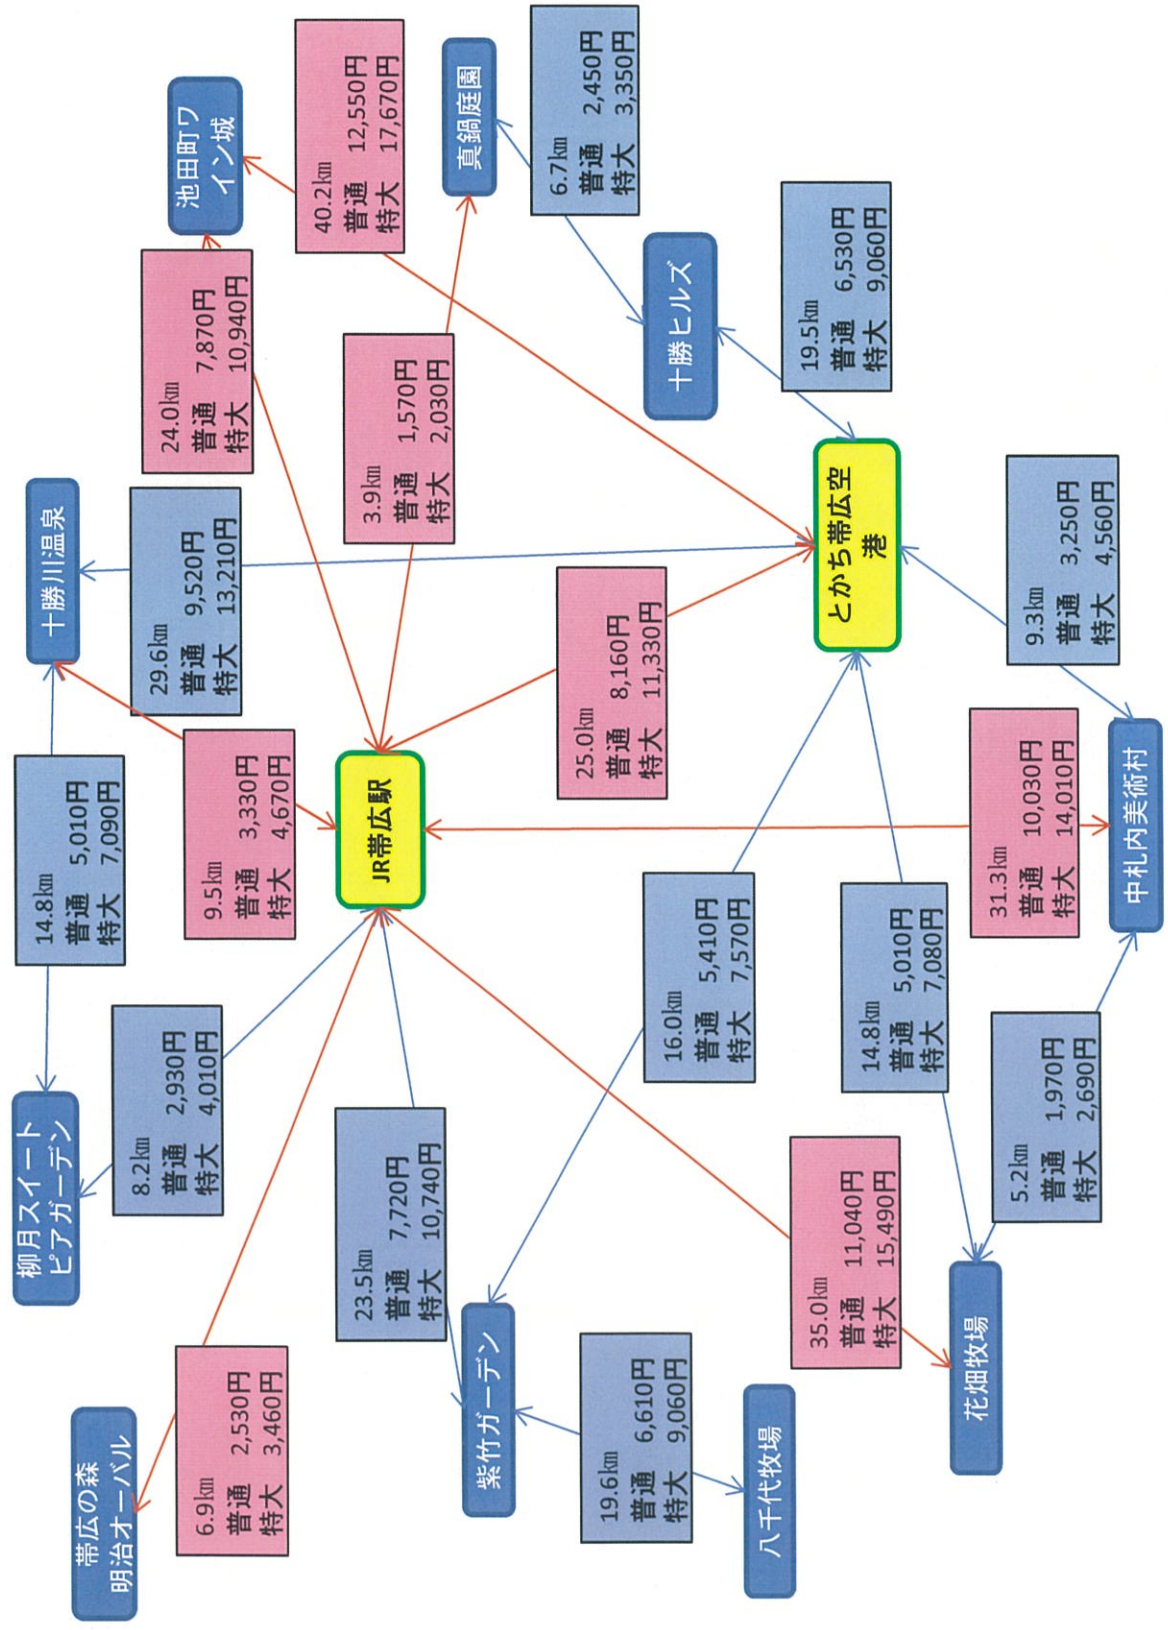 柳月スイート
ピアガーデン
14.8㎞
普通 5,010円
特大 7,090円
十勝川温泉
帯広の森
明治オーバル
8.2㎞
普通 2,930円
特大 4,010円
29.6㎞
普通 9,520円
特大 13,210円
24.0㎞
普通 7,870円
特大 10,940円
池田町ワ
イン城
6.9㎞
普通 2,530円
特大 3,460円
9.5㎞
普通 3,330円
特大 4,670円
40.2㎞
普通 12,550円
特大 17,670円
23.5㎞
普通 7,720円
特大 10,740円
JR帯広駅
3.9㎞
普通 1,570円
特大 2,030円
真鍋庭園
紫竹ガーデン
25.0㎞
普通 8,160円
特大 11,330円
6.7㎞
普通 2,450円
特大 3,350円
19.6㎞
普通 6,610円
特大 9,060円
16.0㎞
普通 5,410円
特大 7,570円
十勝ヒルズ
八千代牧場
19.5㎞
普通 6,530円
特大 9,060円
35.0㎞
普通 11,040円
特大 15,490円
とかち帯広空
港
14.8㎞
普通 5,010円
特大 7,080円
花畑牧場
31.3㎞
普通 10,030円
特大 14,010円
5.2㎞
普通 1,970円
特大 2,690円
9.3㎞
普通 3,250円
特大 4,560円
中札内美術村